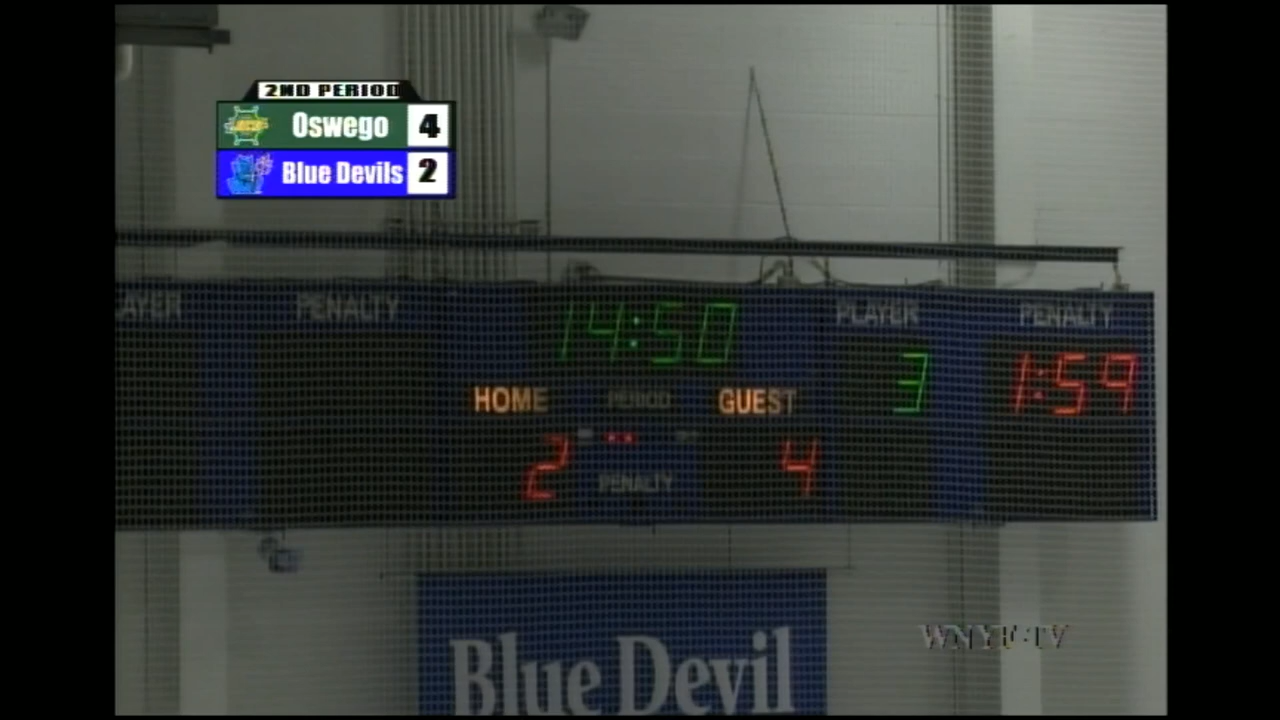 2ND PERIOD
Oswego 4
Blue Devils 2
AYER PENALTY 14:50 PLAYER PENALTY
HOME PERIOD GUEST 3 1:59
2 PENALTY 4
Blue Devil
WNYF-TV